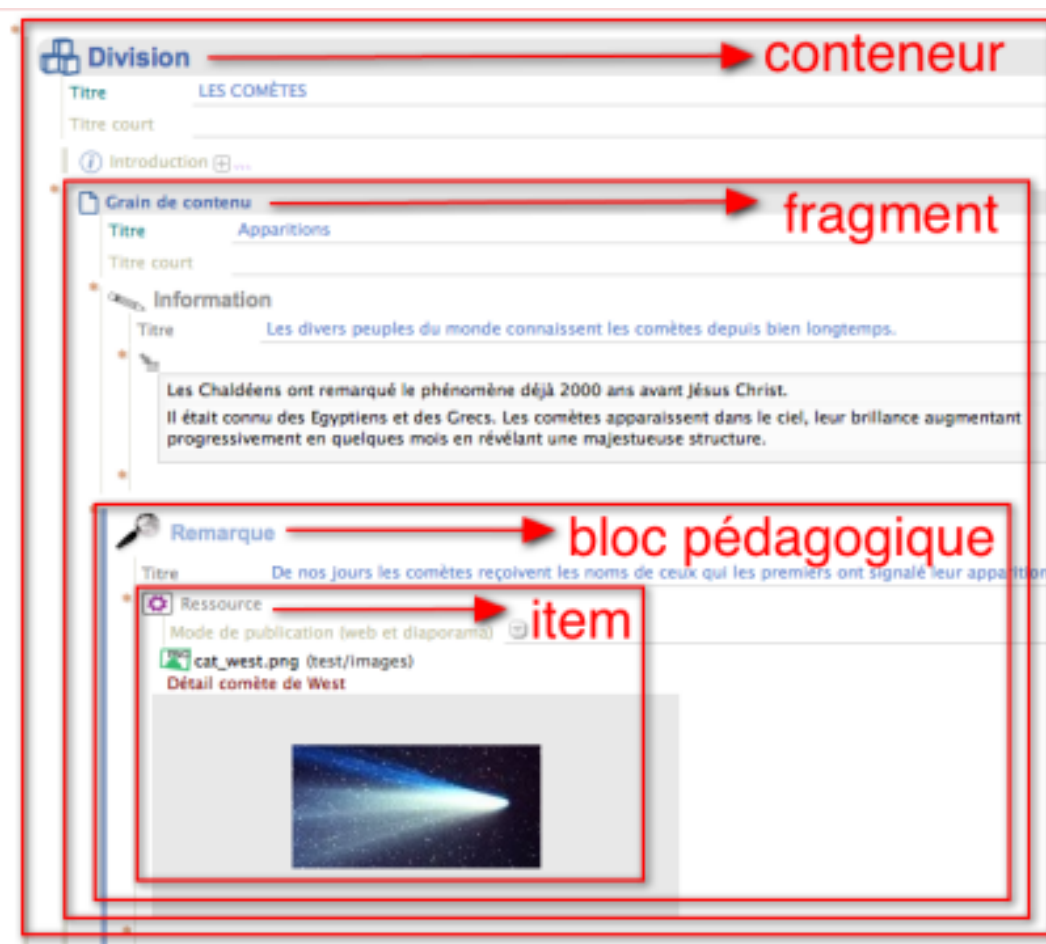 Division conteneur
Titre LES COMÈTES
Titre court
Introduction ...
Grain de contenu fragment
Titre Apparitions
Titre court
Information
Titre Les divers peuples du monde connaissent les comètes depuis bien longtemps.
Les Chaldéens ont remarqué le phénomène déjà 2000 ans avant Jésus Christ.
Il était connu des Egyptiens et des Grecs. Les comètes apparaissent dans le ciel, leur brillance augmentant
progressivement en quelques mois en révélant une majestueuse structure.
Remarque bloc pédagogique
Titre De nos jours les comètes reçoivent les noms de ceux qui les premiers ont signalé leur apparition
Ressource item
Mode de publication (web et diaporama)
cat_west.png (test/images)
Détail comète de West